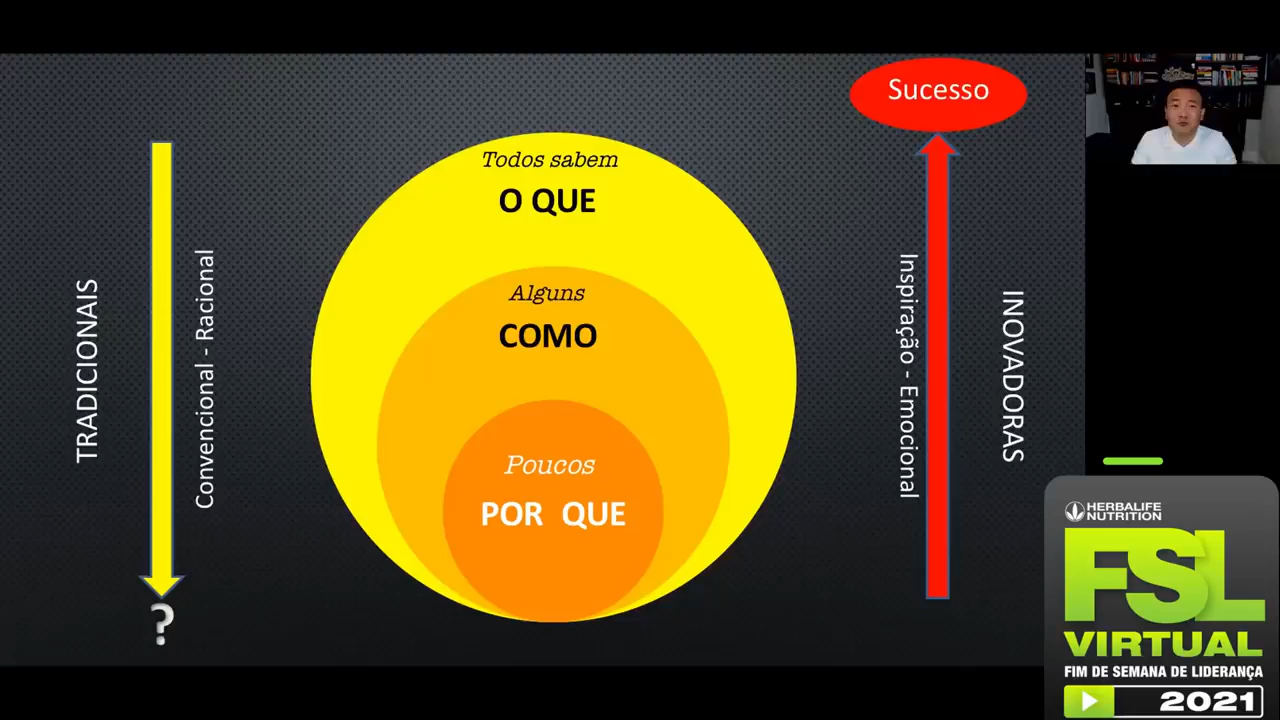 Sucesso
Todos sabem
O QUE
Alguns
COMO
Poucos
POR QUE
TRADICIONAIS
Convencional - Racional
?
Inspiração - Emocional
INOVADORAS
HERBALIFE
NUTRITION
FSL
VIRTUAL
FIM DE SEMANA DE LIDERANÇA
2021